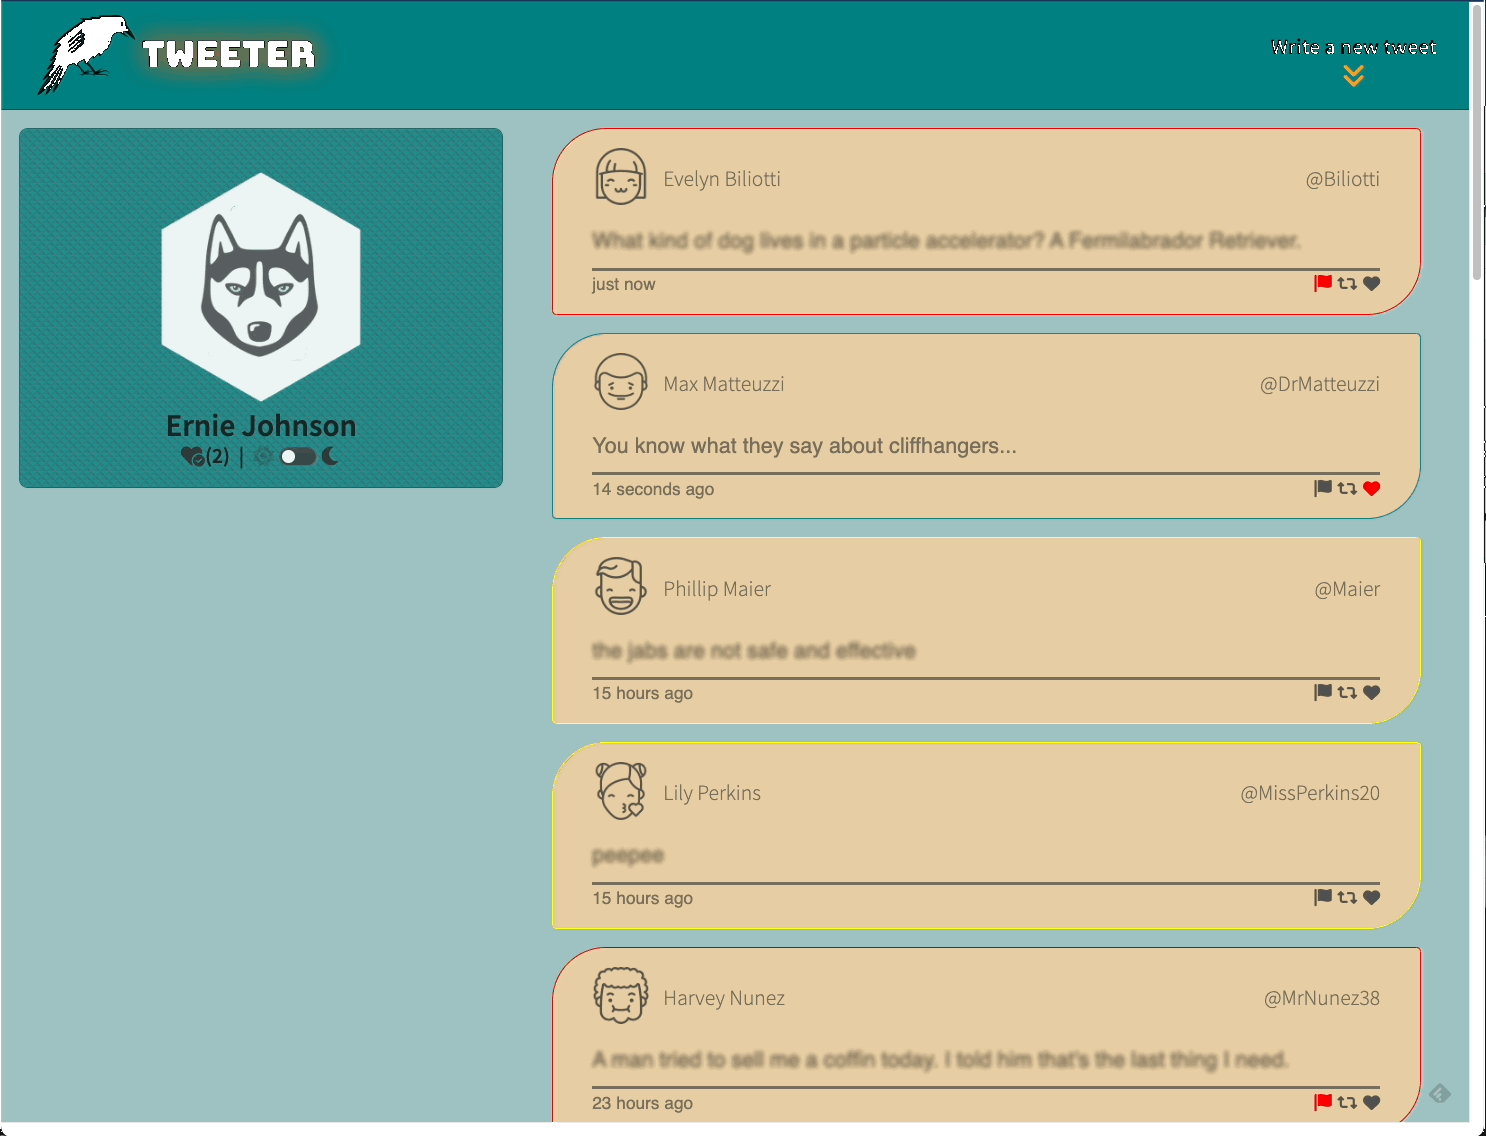 TWEETER
Write a new tweet
Ernie Johnson
(2) |
Evelyn Biliotti @Biliotti
What kind of dog lives in a particle accelerator? A Fermilabrador Retriever.
just now
Max Matteuzzi @DrMatteuzzi
You know what they say about cliffhangers...
14 seconds ago
Phillip Maier @Maier
the jabs are not safe and effective
15 hours ago
Lily Perkins @MissPerkins20
peepee
15 hours ago
Harvey Nunez @MrNunez38
A man tried to sell me a coffin today. I told him that's the last thing I need.
23 hours ago